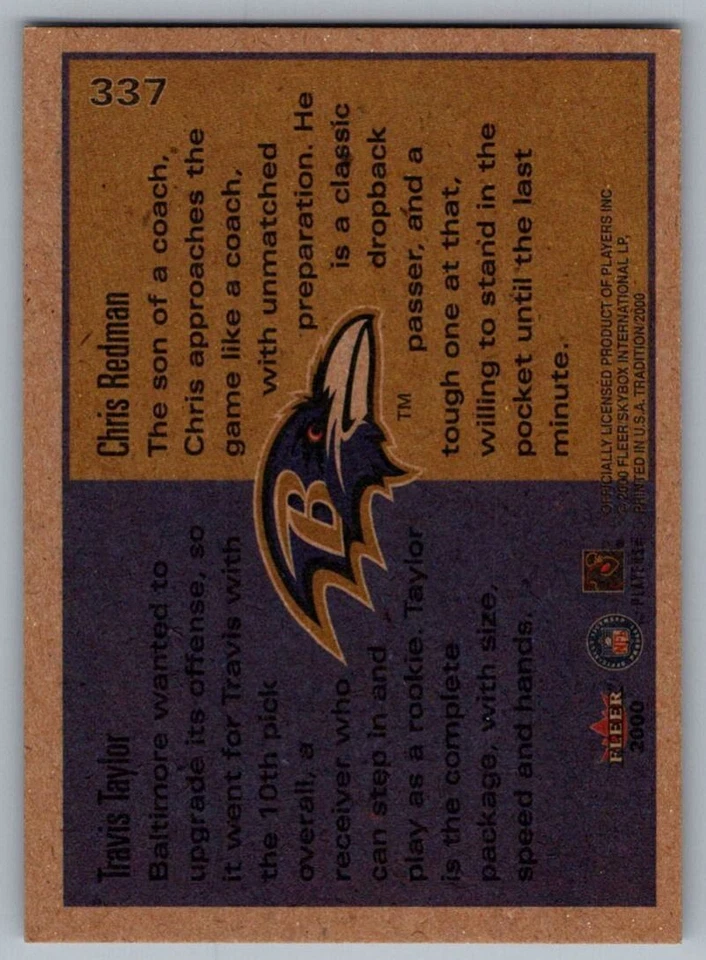 337
Travis Taylor
Baltimore wanted to
upgrade its offense, so
it went for Travis with
the 10th pick
overall, a
receiver who
can step in and
play as a rookie. Taylor
is the complete
package, with size,
speed and hands.
Chris Redman
The son of a coach,
Chris approaches the
game like a coach,
with unmatched
preparation. He
is a classic
dropback
passer, and a
tough one at that,
willing to stand in the
pocket until the last
minute.
B
TM
FLEER
2000
NFL
PLAYERS
OFFICIALLY LICENSED PRODUCT OF PLAYERS INC.
© 2000 FLEER/SKYBOX INTERNATIONAL LP,
PRINTED IN U.S.A. TRADITION/2000